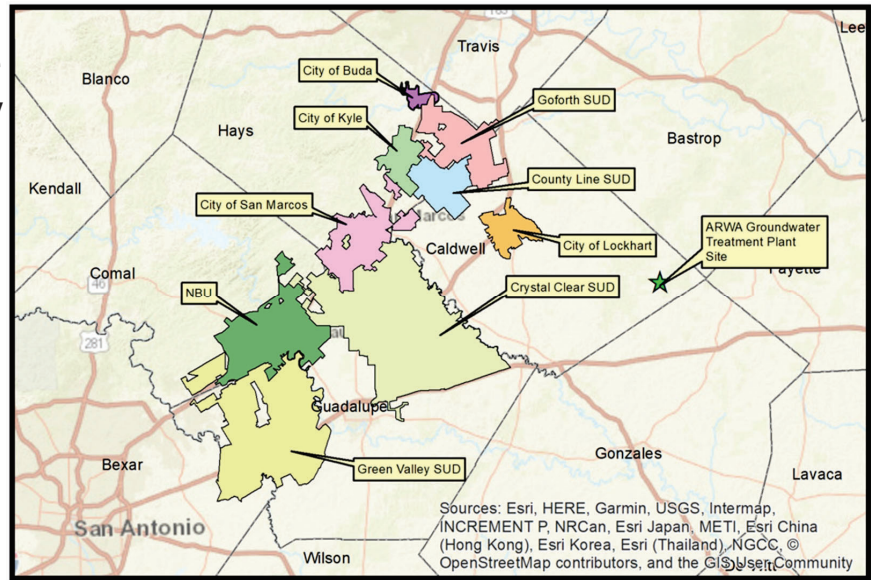 Travis
Lee
Blanco
City of Buda
Goforth SUD
City of Kyle
Hays
Bastrop
Kendall
County Line SUD
City of San Marcos
City of Lockhart
Caldwell
ARWA Groundwater
Treatment Plant
Site
Fayette
Comal
46
NBU
Crystal Clear SUD
281
Guadalupe
Gonzales
Bexar
Green Valley SUD
Lavaca
San Antonio
Wilson
Sources: Esri, HERE, Garmin, USGS, Intermap,
INCREMENT P, NRCan, Esri Japan, METI, Esri China
(Hong Kong), Esri Korea, Esri (Thailand), NGCC, ©
OpenStreetMap contributors, and the GIS User Community